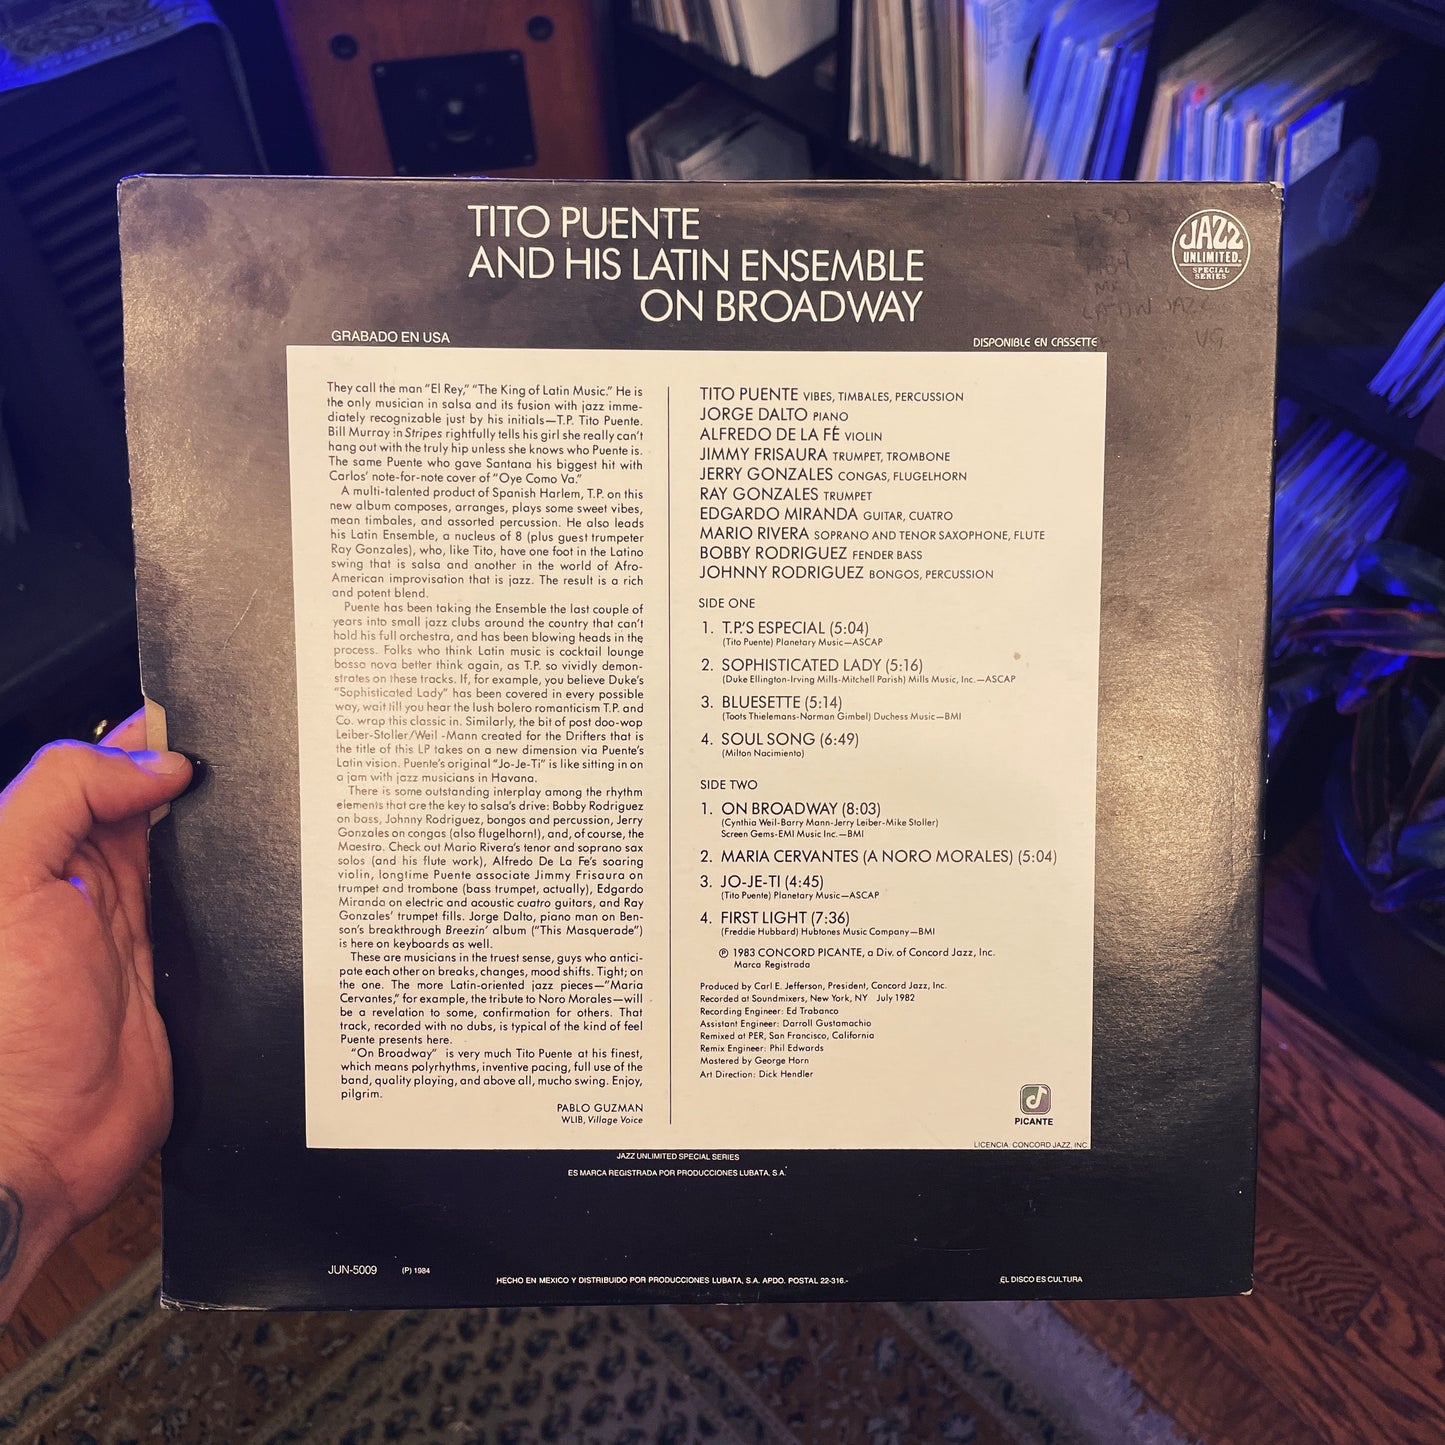 TITO PUENTE
AND HIS LATIN ENSEMBLE
ON BROADWAY
JAZZ
UNLIMITED
SPECIAL
SERIES
LATIN JAZZ
VG
GRABADO EN USA
DISPONIBLE EN CASSETTE
They call the man "El Rey," "The King of Latin Music." He is
the only musician in salsa and its fusion with jazz imme-
diately recognizable just by his initials—T.P. Tito Puente.
Bill Murray in Stripes rightfully tells his girl she really can't
hang out with the truly hip unless she knows who Puente is.
The same Puente who gave Santana his biggest hit with
Carlos' note-for-note cover of "Oye Como Va."
A multi-talented product of Spanish Harlem, T.P. on this
new album composes, arranges, plays some sweet vibes,
mean timbales, and assorted percussion. He also leads
his Latin Ensemble, a nucleus of 8 (plus guest trumpeter
Ray Gonzales), who, like Tito, have one foot in the Latino
swing that is salsa and another in the world of Afro-
American improvisation that is jazz. The result is a rich
and potent blend.
Puente has been taking the Ensemble the last couple of
years into small jazz clubs around the country that can't
hold his full orchestra, and has been blowing heads in the
process. Folks who think Latin music is cocktail lounge
bossa nova better think again, as T.P. so vividly demon-
strates on these tracks. If, for example, you believe Duke's
"Sophisticated Lady" has been covered in every possible
way, wait till you hear the lush bolero romanticism T.P. and
Co. wrap this classic in. Similarly, the bit of post doo-wop
Leiber-Stoller/Weil -Mann created for the Drifters that is
the title of this LP takes on a new dimension via Puente's
Latin vision. Puente's original "Jo-Je-Ti" is like sitting in on
a jam with jazz musicians in Havana.
There is some outstanding interplay among the rhythm
elements that are the key to salsa's drive: Bobby Rodriguez
on bass, Johnny Rodriguez, bongos and percussion, Jerry
Gonzales on congas (also flugelhorn!), and, of course, the
Maestro. Check out Mario Rivera's tenor and soprano sax
solos (and his flute work), Alfredo De La Fe's soaring
violin, longtime Puente associate Jimmy Frisaura on
trumpet and trombone (bass trumpet, actually), Edgardo
Miranda on electric and acoustic cuatro guitars, and Ray
Gonzales' trumpet fills. Jorge Dalto, piano man on Ben-
son's breakthrough Breezin' album ("This Masquerade")
is here on keyboards as well.
These are musicians in the truest sense, guys who antici-
pate each other on breaks, changes, mood shifts. Tight; on
the one. The more Latin-oriented jazz pieces—"Maria
Cervantes," for example, the tribute to Noro Morales—will
be a revelation to some, confirmation for others. That
track, recorded with no dubs, is typical of the kind of feel
Puente presents here.
"On Broadway" is very much Tito Puente at his finest,
which means polyrhythms, inventive pacing, full use of the
band, quality playing, and above all, mucho swing. Enjoy,
pilgrim.
PABLO GUZMAN
WLIB, Village Voice
TITO PUENTE VIBES, TIMBALES, PERCUSSION
JORGE DALTO PIANO
ALFREDO DE LA FÉ VIOLIN
JIMMY FRISAURA TRUMPET, TROMBONE
JERRY GONZALES CONGAS, FLUGELHORN
RAY GONZALES TRUMPET
EDGARDO MIRANDA GUITAR, CUATRO
MARIO RIVERA SOPRANO AND TENOR SAXOPHONE, FLUTE
BOBBY RODRIGUEZ FENDER BASS
JOHNNY RODRIGUEZ BONGOS, PERCUSSION
SIDE ONE
1. T.P.'S ESPECIAL (5:04)
(Tito Puente) Planetary Music—ASCAP
2. SOPHISTICATED LADY (5:16)
(Duke Ellington-Irving Mills-Mitchell Parish) Mills Music, Inc.—ASCAP
3. BLUESETTE (5:14)
(Toots Thielemans-Norman Gimbel) Duchess Music—BMI
4. SOUL SONG (6:49)
(Milton Nacimiento)
SIDE TWO
1. ON BROADWAY (8:03)
(Cynthia Weil-Barry Mann-Jerry Leiber-Mike Stoller)
Screen Gems-EMI Music Inc.—BMI
2. MARIA CERVANTES (A NORO MORALES) (5:04)
3. JO-JE-TI (4:45)
(Tito Puente) Planetary Music—ASCAP
4. FIRST LIGHT (7:36)
(Freddie Hubbard) Hubtones Music Company—BMI
℗ 1983 CONCORD PICANTE, a Div. of Concord Jazz, Inc.
Marca Registrada
Produced by Carl E. Jefferson, President, Concord Jazz, Inc.
Recorded at Soundmixers, New York, NY July 1982
Recording Engineer: Ed Trabanco
Assistant Engineer: Darroll Gustamachio
Remixed at PER, San Francisco, California
Remix Engineer: Phil Edwards
Mastered by George Horn
Art Direction: Dick Hendler
PICANTE
LICENCIA: CONCORD JAZZ, INC.
JAZZ UNLIMITED SPECIAL SERIES
ES MARCA REGISTRADA POR PRODUCCIONES LUBATA, S.A.
JUN-5009 (P) 1984
HECHO EN MEXICO Y DISTRIBUIDO POR PRODUCCIONES LUBATA, S.A. APDO. POSTAL 22-316.-
EL DISCO ES CULTURA